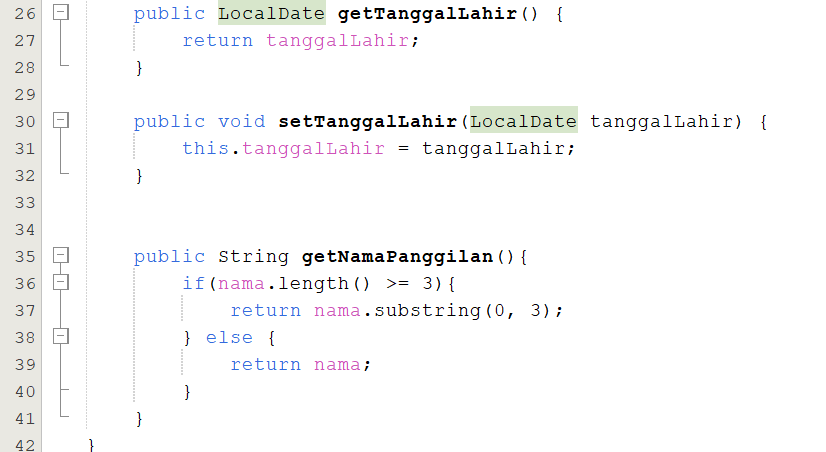 26 public LocalDate getTanggalLahir() {
27 return tanggalLahir;
28 }
29
30 public void setTanggalLahir(LocalDate tanggalLahir) {
31 this.tanggalLahir = tanggalLahir;
32 }
33
34
35 public String getNamaPanggilan(){
36 if(nama.length() >= 3){
37 return nama.substring(0, 3);
38 } else {
39 return nama;
40 }
41 }
42 }